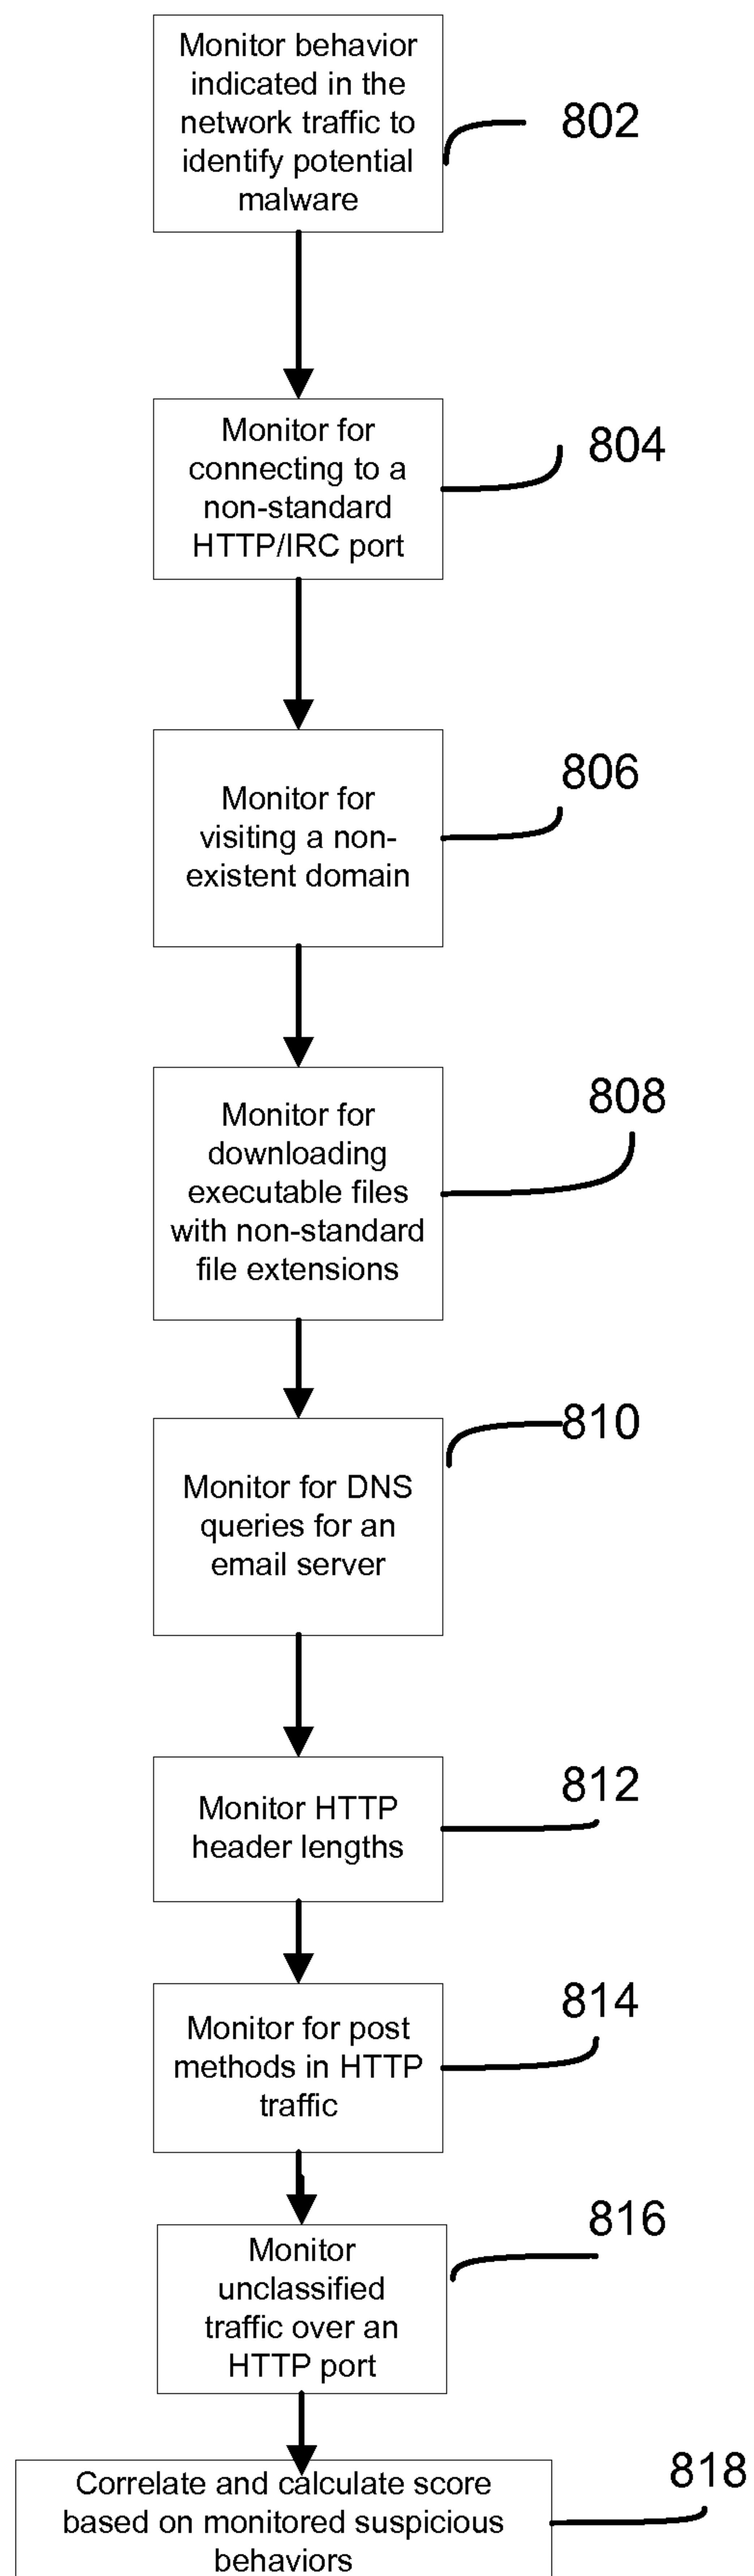 Monitor behavior
indicated in the
network traffic to
identify potential
malware
802
Monitor for
connecting to a
non-standard
HTTP/IRC port
804
Monitor for
visiting a non-
existent domain
806
Monitor for
downloading
executable files
with non-standard
file extensions
808
Monitor for DNS
queries for an
email server
810
Monitor HTTP
header lengths
812
Monitor for post
methods in HTTP
traffic
814
Monitor
unclassified
traffic over an
HTTP port
816
Correlate and calculate score
based on monitored suspicious
behaviors
818